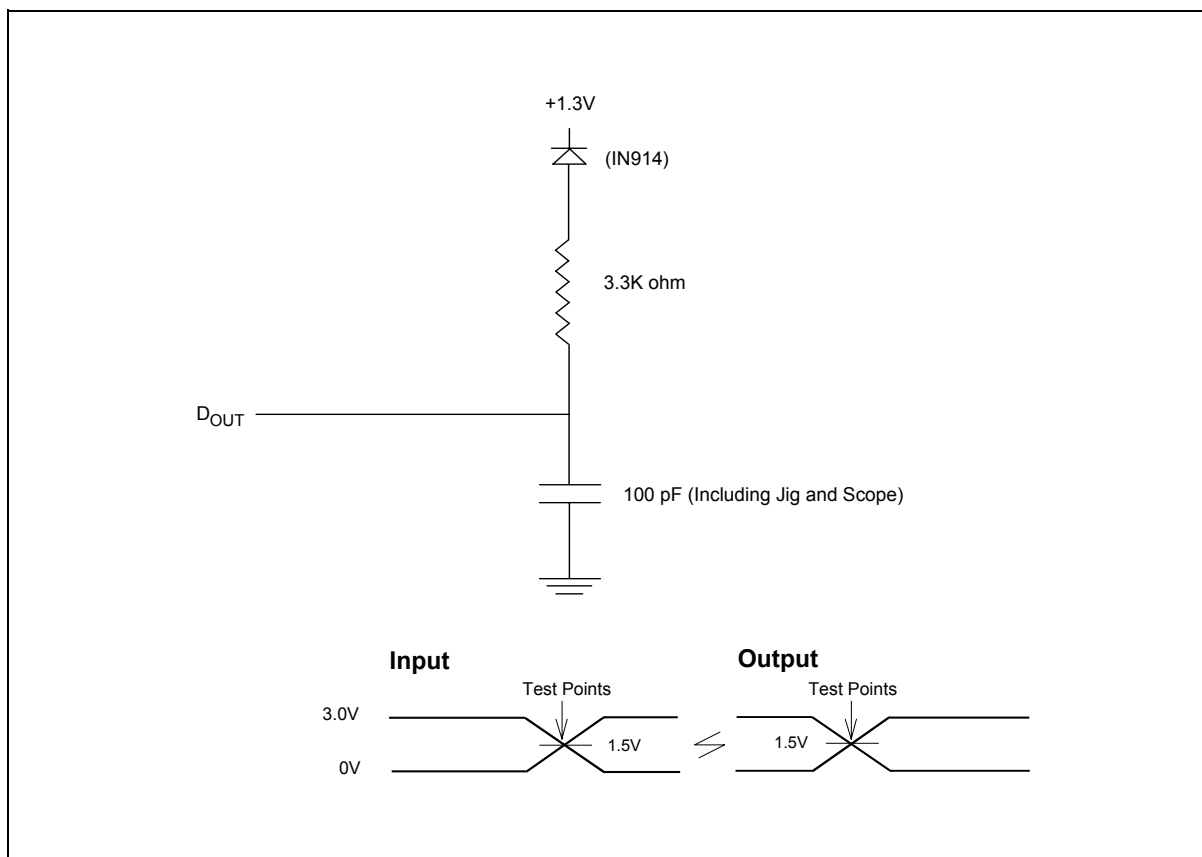 +1.3V
(IN914)
3.3K ohm
DOUT
100 pF (Including Jig and Scope)
Input Output
Test Points Test Points
3.0V
1.5V 1.5V
0V